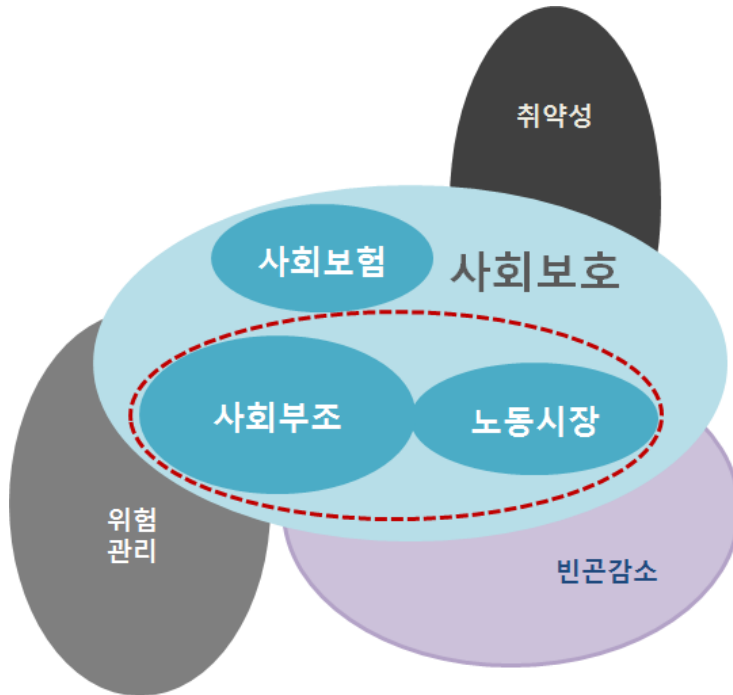 취약성
사회보험
사회보호
사회부조
노동시장
위험
관리
빈곤감소